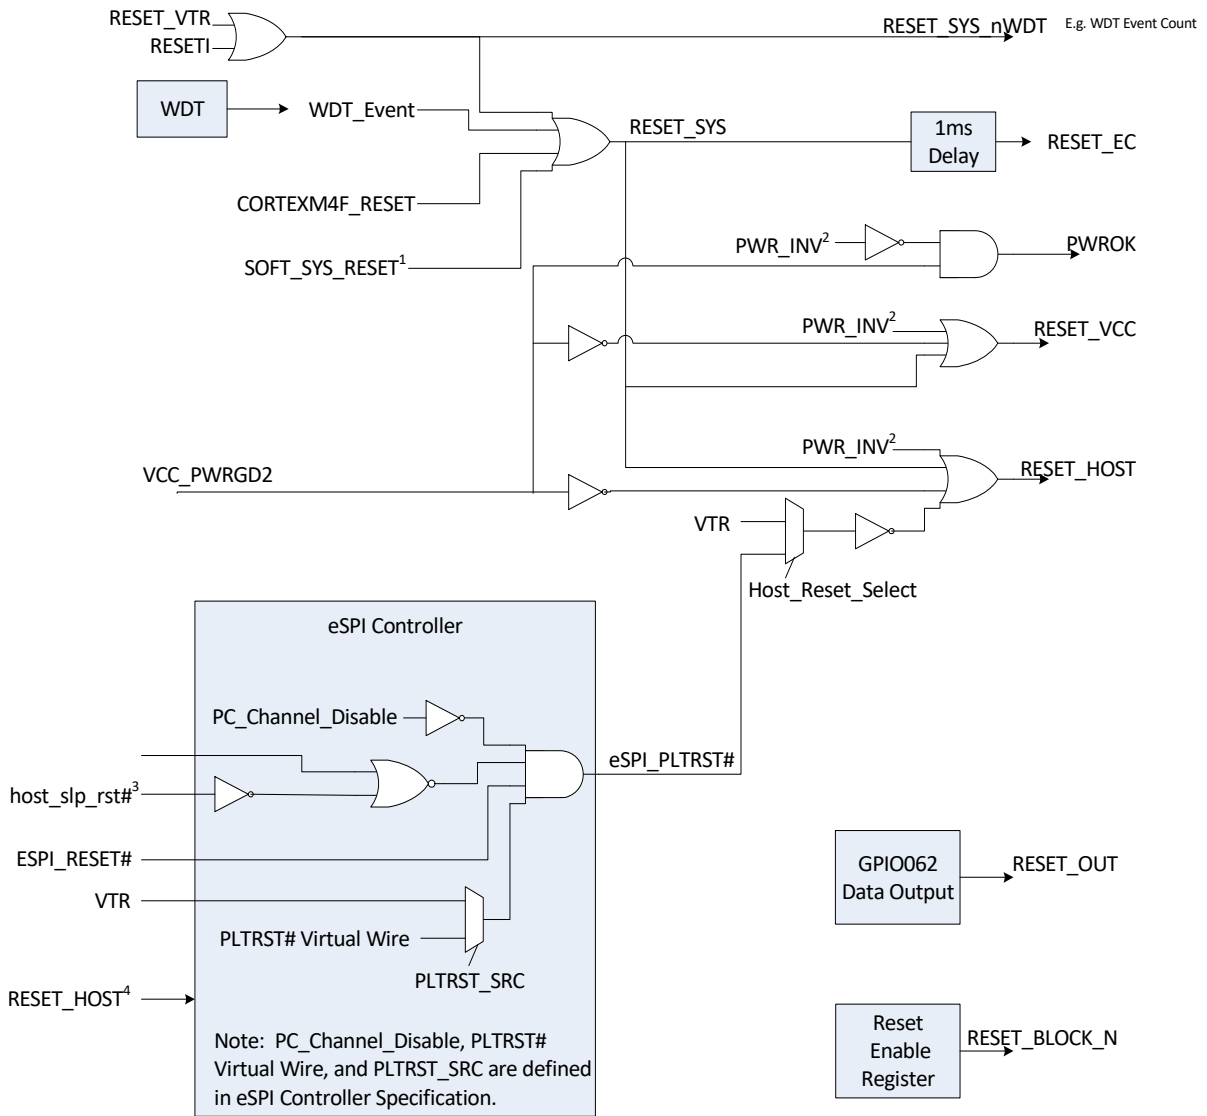 RESET_VTR
RESETI
RESET_SYS_nWDT
E.g. WDT Event Count
WDT
WDT_Event
RESET_SYS
1ms
Delay
RESET_EC
CORTEXM4F_RESET
SOFT_SYS_RESET1
PWR_INV2
PWROK
PWR_INV2
RESET_VCC
PWR_INV2
RESET_HOST
VCC_PWRGD2
VTR
Host_Reset_Select
eSPI Controller
PC_Channel_Disable
eSPI_PLTRST#
host_slp_rst#3
ESPI_RESET#
VTR
PLTRST# Virtual Wire
PLTRST_SRC
RESET_HOST4
Note: PC_Channel_Disable, PLTRST#
Virtual Wire, and PLTRST_SRC are defined
in eSPI Controller Specification.
GPIO062
Data Output
RESET_OUT
Reset
Enable
Register
RESET_BLOCK_N